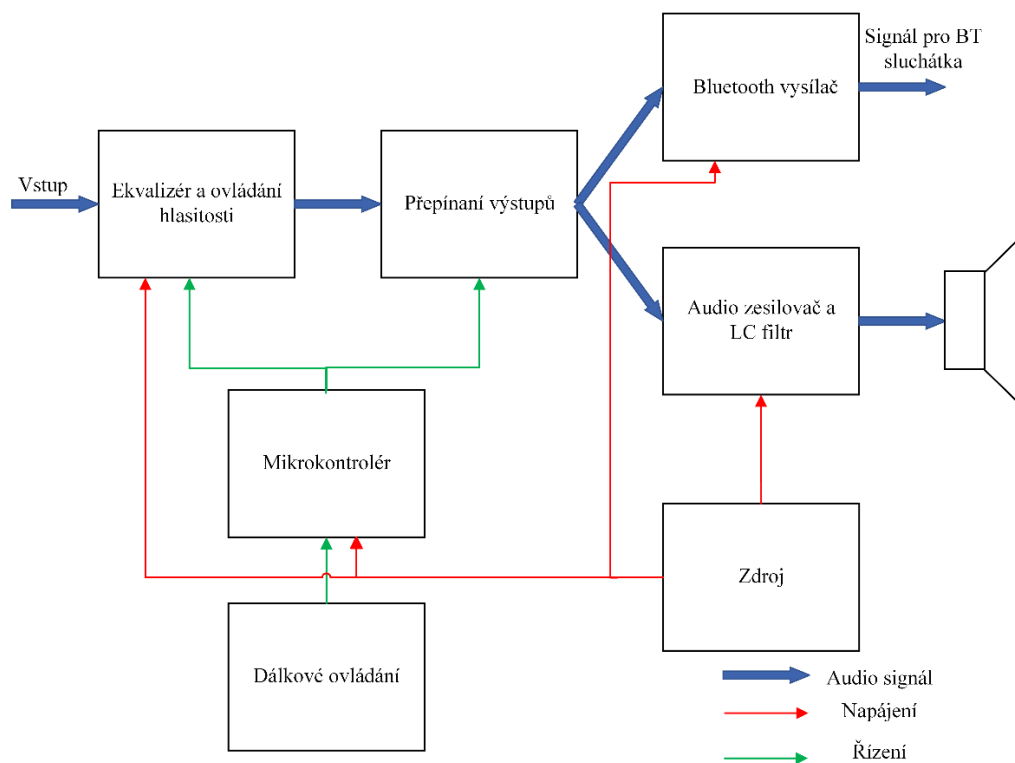 Signál pro BT
sluchátka
Bluetooth vysílač
Vstup
Ekvalizér a ovládání
hlasitosti
Přepínaní výstupů
Audio zesilovač a
LC filtr
Mikrokontrolér
Zdroj
Dálkové ovládání
Audio signál
Napájení
Řízení